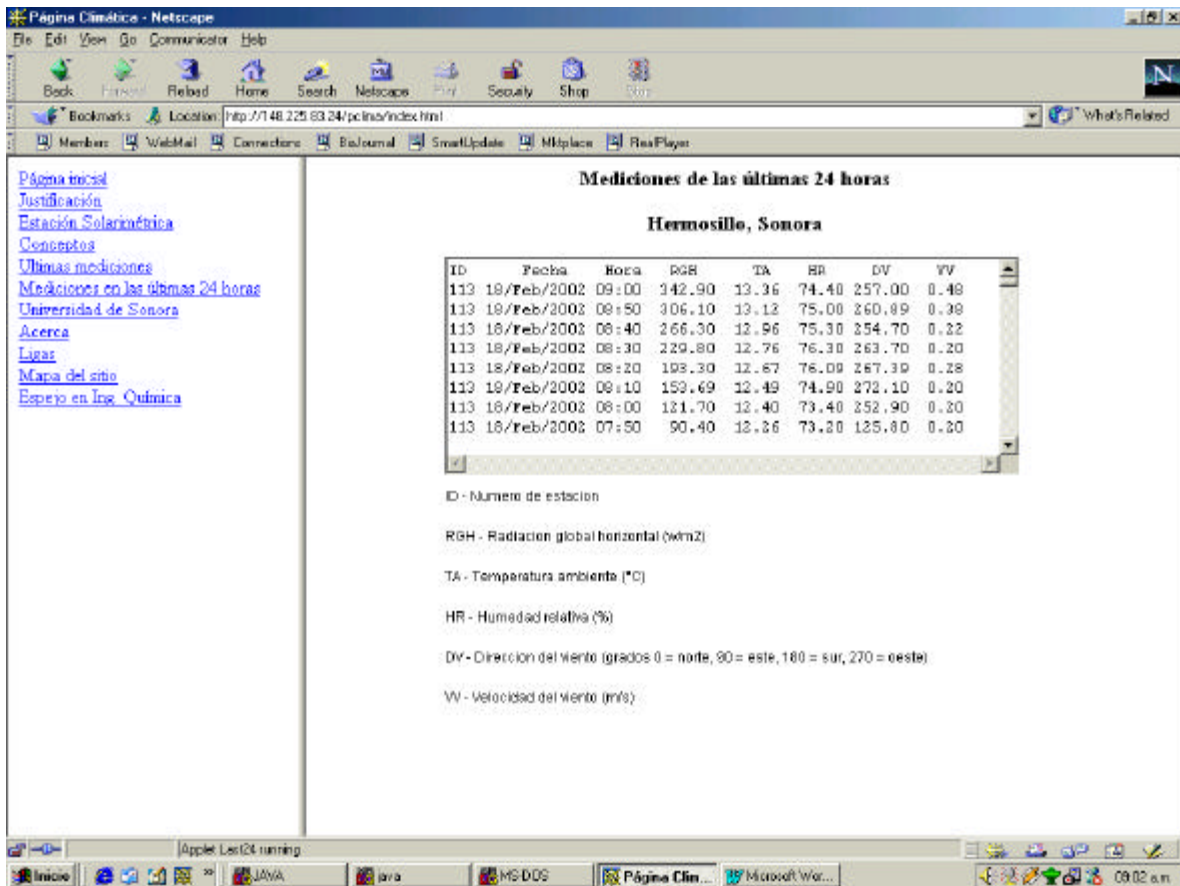 Página Climática - Netscape
File Edit View Go Communicator Help
Back Forward Reload Home Search Netscape Print Security Shop Stop
Bookmarks Location: http://148.225.83.24/pclima/index.html What's Related
Members WebMail Connections BizJournal SmartUpdate Mktplace RealPlayer
Página inicial
Justificación
Estación Solarimétrica
Conceptos
Ultimas mediciones
Mediciones en las últimas 24 horas
Universidad de Sonora
Acerca
Ligas
Mapa del sitio
Espejo en Ing. Química
Mediciones de las últimas 24 horas
Hermosillo, Sonora
ID Fecha Hora RGH TA HR DV VV
113 18/Feb/2002 09:00 342.90 13.36 74.40 257.00 0.48
113 18/Feb/2002 08:50 306.10 13.12 75.00 260.89 0.38
113 18/Feb/2002 08:40 266.30 12.96 75.30 254.70 0.22
113 18/Feb/2002 08:30 229.80 12.76 76.30 263.70 0.20
113 18/Feb/2002 08:20 193.30 12.67 76.09 267.39 0.28
113 18/Feb/2002 08:10 153.69 12.49 74.90 272.10 0.20
113 18/Feb/2002 08:00 121.70 12.40 73.40 252.90 0.20
113 18/Feb/2002 07:50 90.40 12.26 73.20 125.80 0.20
ID - Numero de estacion
RGH - Radiacion global horizontal (w/m2)
TA - Temperatura ambiente (°C)
HR - Humedad relativa (%)
DV - Direccion del viento (grados 0 = norte, 90 = este, 180 = sur, 270 = oeste)
VV - Velocidad del viento (m/s)
Applet Last24 running
Inicio JAVA java MS-DOS Página Clim... Microsoft Wor... 09:02 a.m.